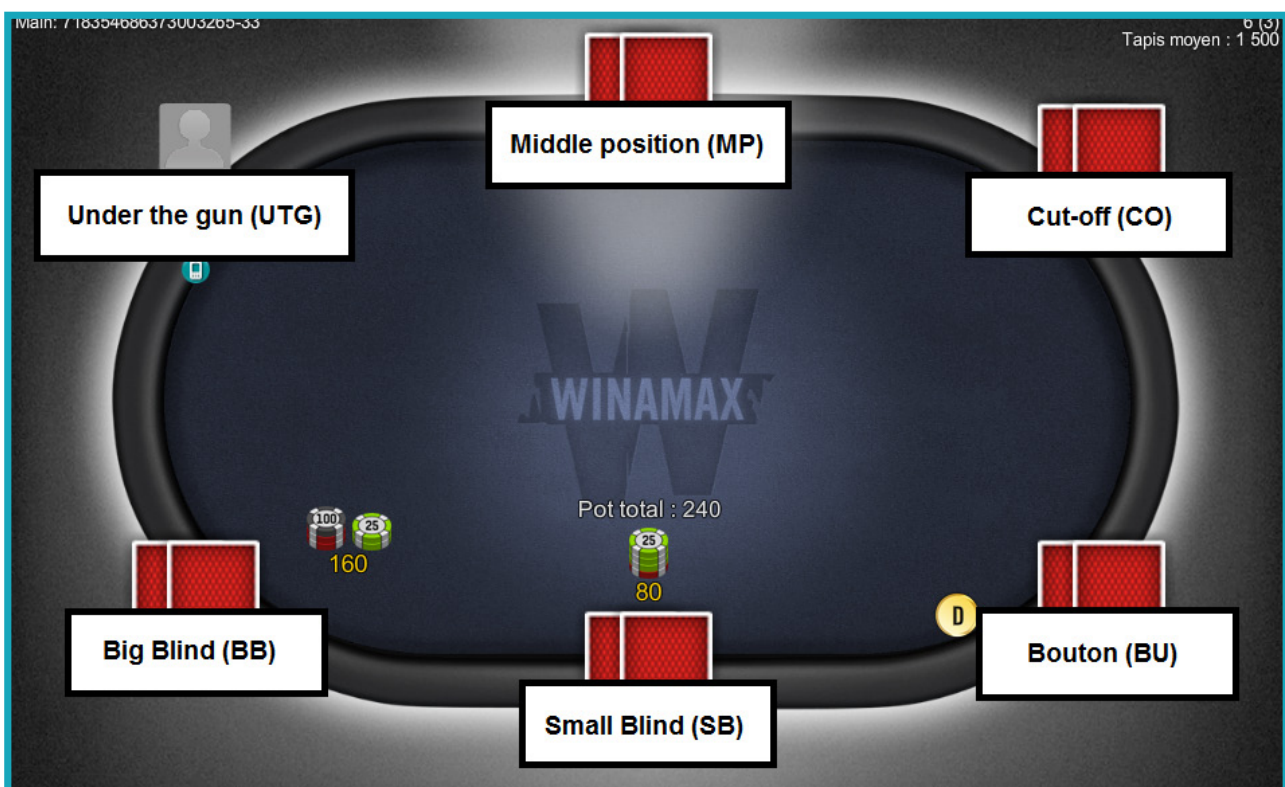 Main: 718354686373003265-33
6 (3)
Tapis moyen : 1 500
Middle position (MP)
Under the gun (UTG)
Cut-off (CO)
WINAMAX
Pot total : 240
100
25
160
25
80
D
Big Blind (BB)
Bouton (BU)
Small Blind (SB)